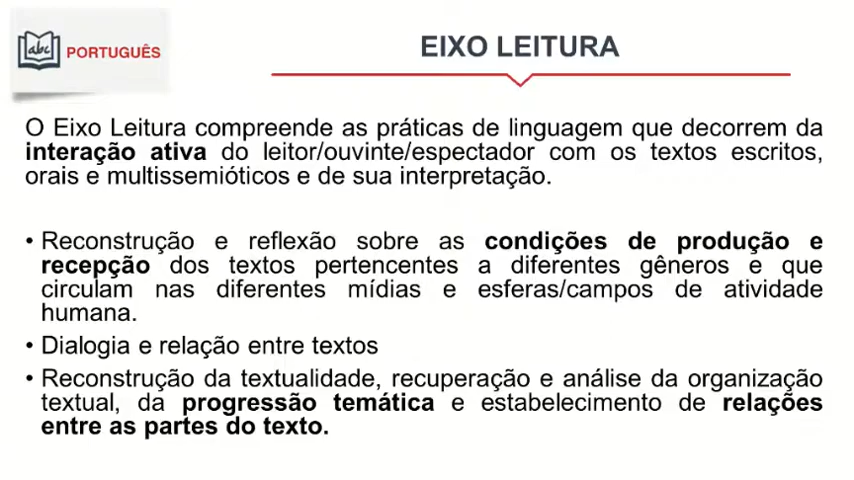 abc
PORTUGUÊS
EIXO LEITURA
O Eixo Leitura compreende as práticas de linguagem que decorrem da
interação ativa do leitor/ouvinte/espectador com os textos escritos,
orais e multissemióticos e de sua interpretação.
• Reconstrução e reflexão sobre as condições de produção e
recepção dos textos pertencentes a diferentes gêneros e que
circulam nas diferentes mídias e esferas/campos de atividade
humana.
• Dialogia e relação entre textos
• Reconstrução da textualidade, recuperação e análise da organização
textual, da progressão temática e estabelecimento de relações
entre as partes do texto.